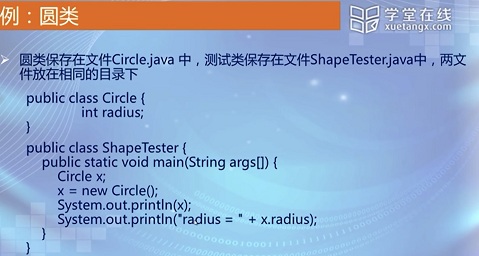 例：圆类
学堂在线
xuetangx.com
圆类保存在文件Circle.java 中，测试类保存在文件ShapeTester.java中，两文
件放在相同的目录下
public class Circle {
int radius;
}
public class ShapeTester {
public static void main(String args[]) {
Circle x;
x = new Circle();
System.out.println(x);
System.out.println("radius = " + x.radius);
}
}